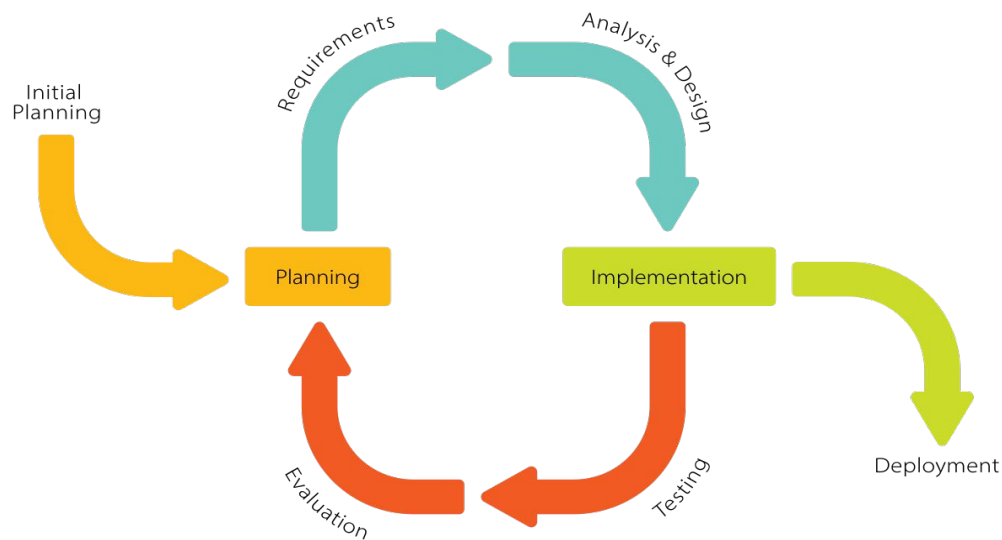 Initial
Planning
Requirements
Analysis & Design
Planning
Implementation
Evaluation
Testing
Deployment